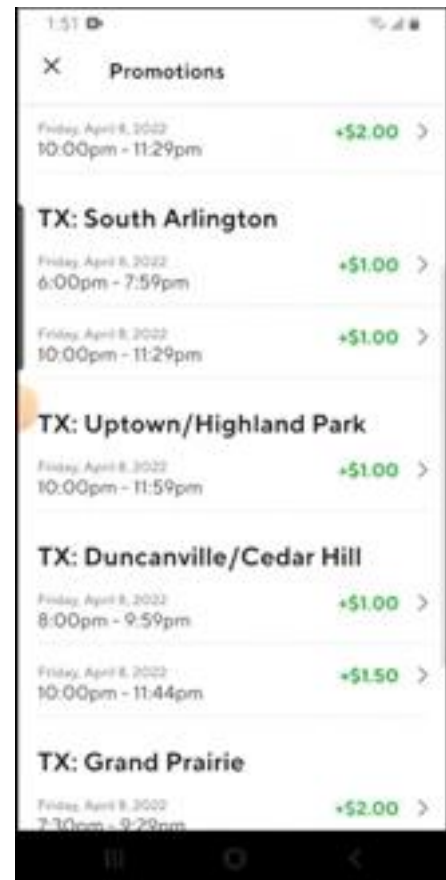 1:51
Promotions
Friday, April 8, 2022
+$2.00
10:00pm - 11:29pm
TX: South Arlington
Friday, April 8, 2022
+$1.00
6:00pm - 7:59pm
Friday, April 8, 2022
+$1.00
10:00pm - 11:29pm
TX: Uptown/Highland Park
Friday, April 8, 2022
+$1.00
10:00pm - 11:59pm
TX: Duncanville/Cedar Hill
Friday, April 8, 2022
+$1.00
8:00pm - 9:59pm
Friday, April 8, 2022
+$1.50
10:00pm - 11:44pm
TX: Grand Prairie
Friday, April 8, 2022
+$2.00
7:30pm - 9:29pm